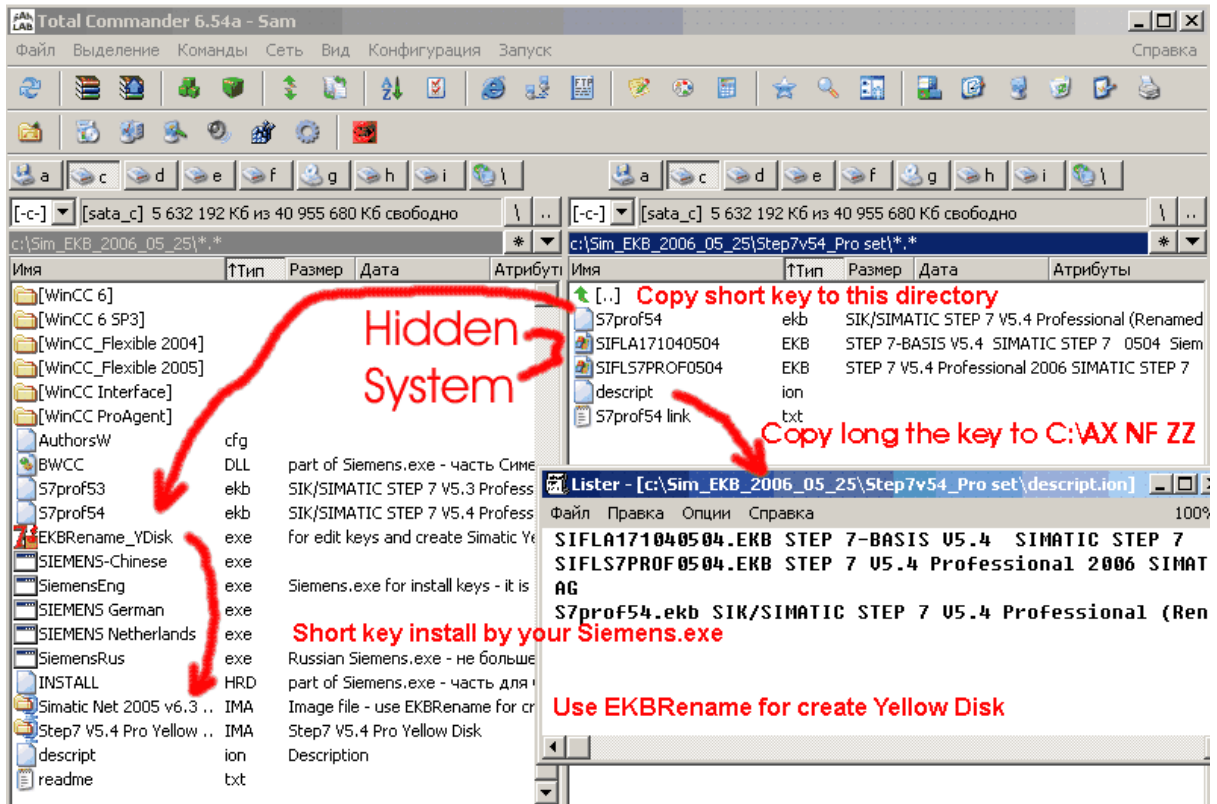 Total Commander 6.54a - Sam
Файл Выделение Команды Сеть Вид Конфигурация Запуск Справка
a c d e f g h i \
a c d e f g h i \
[-c-] [sata_c] 5 632 192 Кб из 40 955 680 Кб свободно \ ..
[-c-] [sata_c] 5 632 192 Кб из 40 955 680 Кб свободно \ ..
c:\Sim_EKB_2006_05_25\*.* *
c:\Sim_EKB_2006_05_25\Step7v54_Pro set\*.* *
Имя ↑Тип Размер Дата Атрибуты
[WinCC 6]
[WinCC 6 SP3]
[WinCC_Flexible 2004]
[WinCC_Flexible 2005]
[WinCC Interface]
[WinCC ProAgent]
AuthorsW cfg
BWCC DLL part of Siemens.exe - часть Симе
S7prof53 ekb SIK/SIMATIC STEP 7 V5.3 Profess
S7prof54 ekb SIK/SIMATIC STEP 7 V5.4 Profess
EKBRename_YDisk exe for edit keys and create Simatic Ye
SIEMENS-Chinese exe
SiemensEng exe Siemens.exe for install keys - it is
SIEMENS German exe
SIEMENS Netherlands exe
SiemensRus exe Russian Siemens.exe - не больше
INSTALL HRD part of Siemens.exe - часть для
Simatic Net 2005 v6.3 .. IMA Image file - use EKBRename for cr
Step7 V5.4 Pro Yellow .. IMA Step7 V5.4 Pro Yellow Disk
descript ion Description
readme txt
Hidden
System
Short key install by your Siemens.exe
Имя ↑Тип Размер Дата Атрибуты
[..] Copy short key to this directory
S7prof54 ekb SIK/SIMATIC STEP 7 V5.4 Professional (Renamed
SIFLA171040504 EKB STEP 7-BASIS V5.4 SIMATIC STEP 7 0504 Siem
SIFLS7PROF0504 EKB STEP 7 V5.4 Professional 2006 SIMATIC STEP 7
descript ion
S7prof54 link txt
Copy long the key to C:\AX NF ZZ
Lister - [c:\Sim_EKB_2006_05_25\Step7v54_Pro set\descript.ion]
Файл Правка Опции Справка 100%
SIFLA171040504.EKB STEP 7-BASIS V5.4 SIMATIC STEP 7
SIFLS7PROF0504.EKB STEP 7 V5.4 Professional 2006 SIMAT
AG
S7prof54.ekb SIK/SIMATIC STEP 7 V5.4 Professional (Ren
Use EKBRename for create Yellow Disk